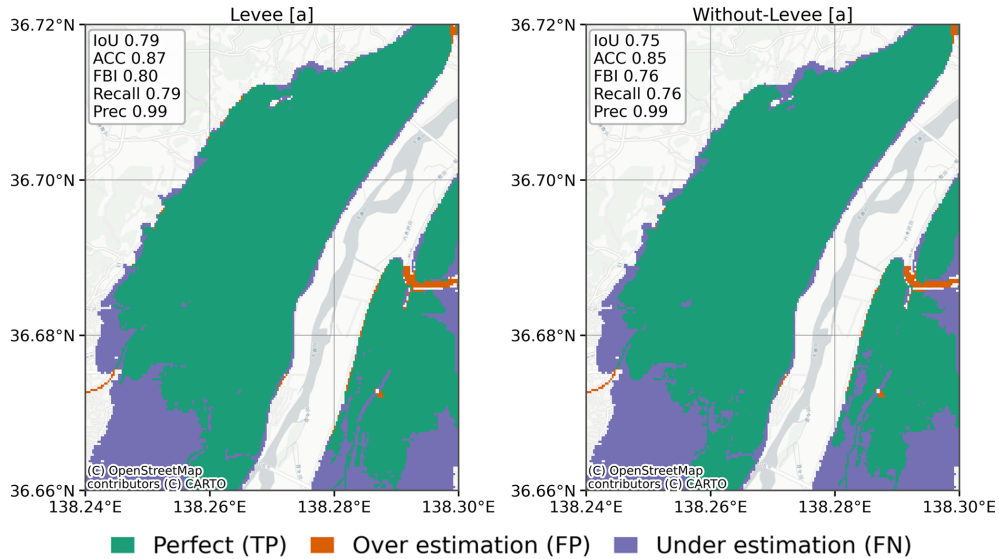 Levee [a]
Without-Levee [a]
36.72°N
36.70°N
36.68°N
36.66°N
IoU 0.79
ACC 0.87
FBI 0.80
Recall 0.79
Prec 0.99
(C) OpenStreetMap
contributors (C) CARTO
138.24°E
138.26°E
138.28°E
138.30°E
36.72°N
36.70°N
36.68°N
36.66°N
IoU 0.75
ACC 0.85
FBI 0.76
Recall 0.76
Prec 0.99
(C) OpenStreetMap
contributors (C) CARTO
138.24°E
138.26°E
138.28°E
138.30°E
Perfect (TP)
Over estimation (FP)
Under estimation (FN)